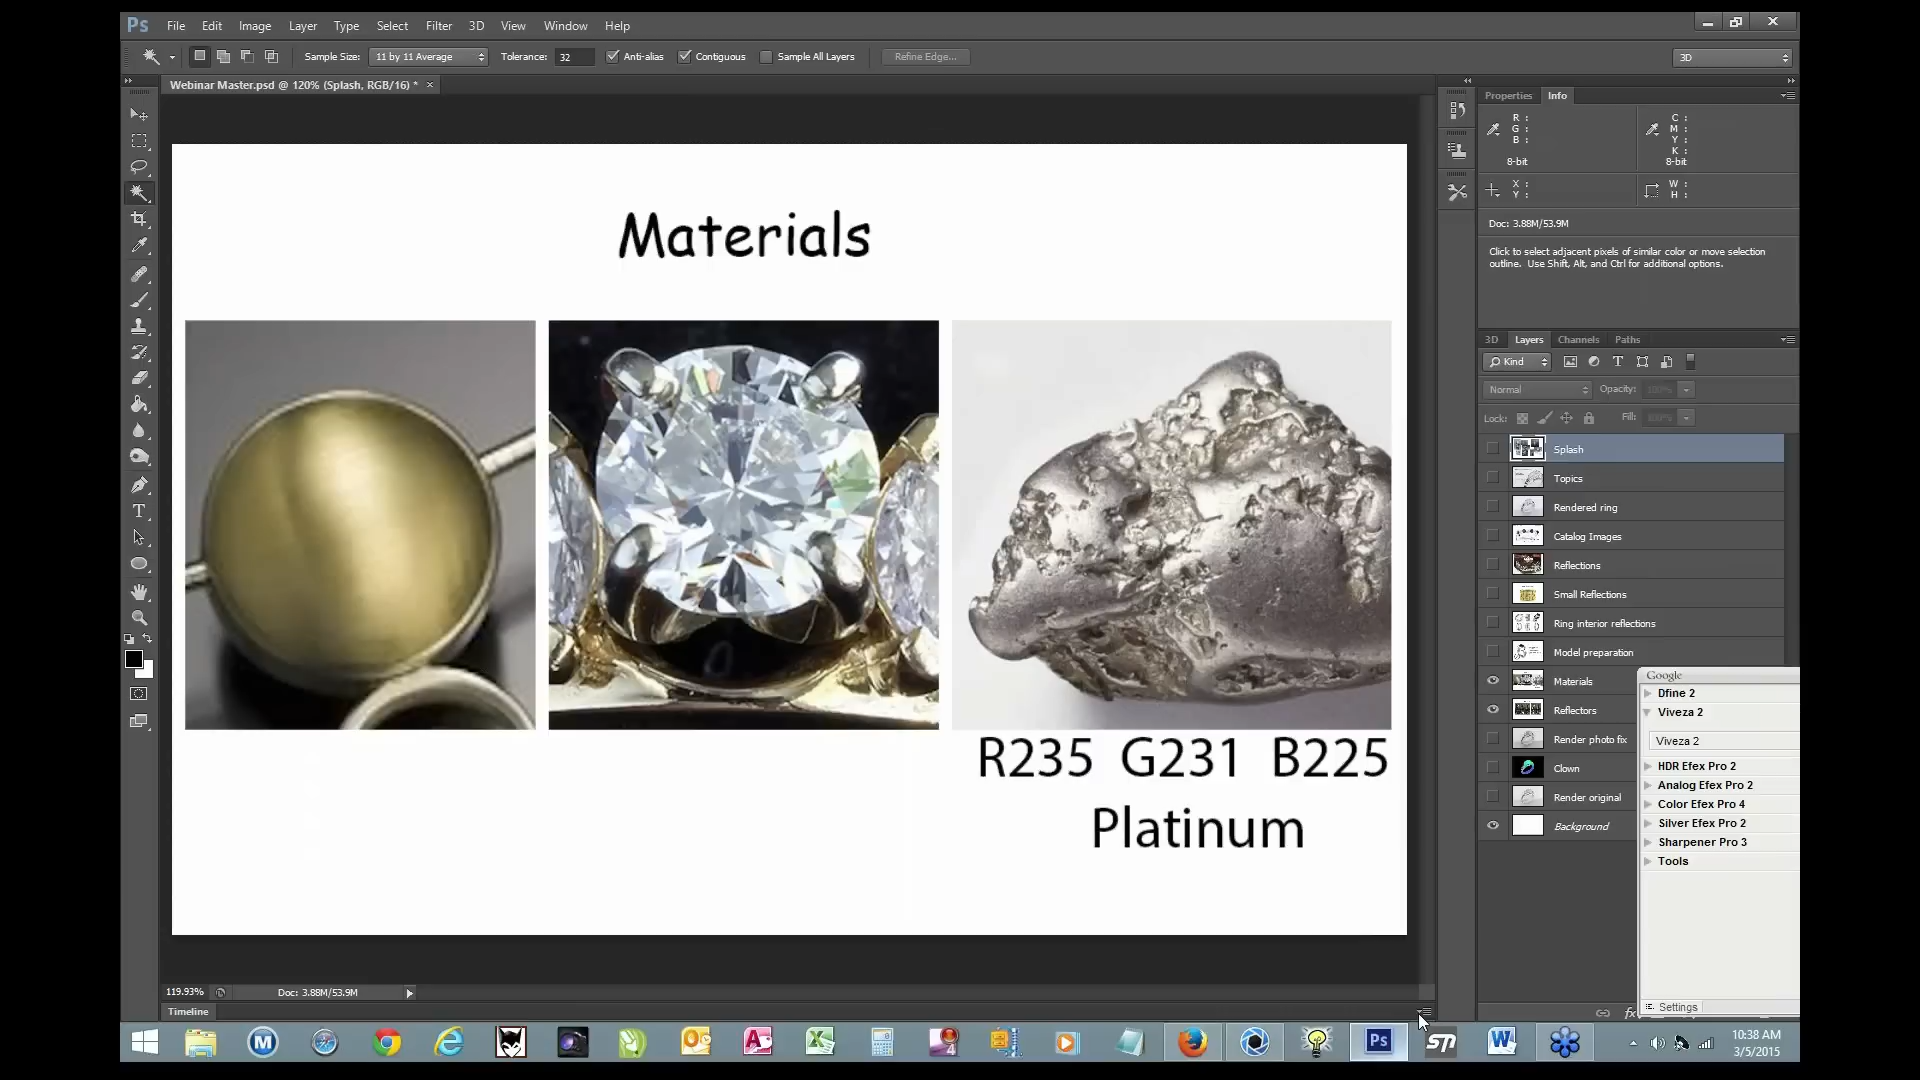 Ps File Edit Image Layer Type Select Filter 3D View Window Help
Sample Size: 11 by 11 Average Tolerance: 32 Anti-alias Contiguous Sample All Layers Refine Edge... 3D
Webinar Master.psd @ 120% (Splash, RGB/16) * ×
Materials
R235 G231 B225
Platinum
119.93% Doc: 3.88M/53.9M
Timeline
Properties Info
R : C :
G : M :
B : Y :
K :
8-bit 8-bit
X : W :
Y : H :
Doc: 3.88M/53.9M
Click to select adjacent pixels of similar color or move selection
outline. Use Shift, Alt, and Ctrl for additional options.
3D Layers Channels Paths
Kind T
Normal Opacity: 100%
Lock: Fill: 100%
Splash
Topics
Rendered ring
Catalog Images
Reflections
Small Reflections
Ring interior reflections
Model preparation
Materials
Reflectors
Render photo fix
Clown
Render original
Background
Google
Dfine 2
Viveza 2
Viveza 2
HDR Efex Pro 2
Analog Efex Pro 2
Color Efex Pro 4
Silver Efex Pro 2
Sharpener Pro 3
Tools
Settings
fx
Ps
10:38 AM
3/5/2015